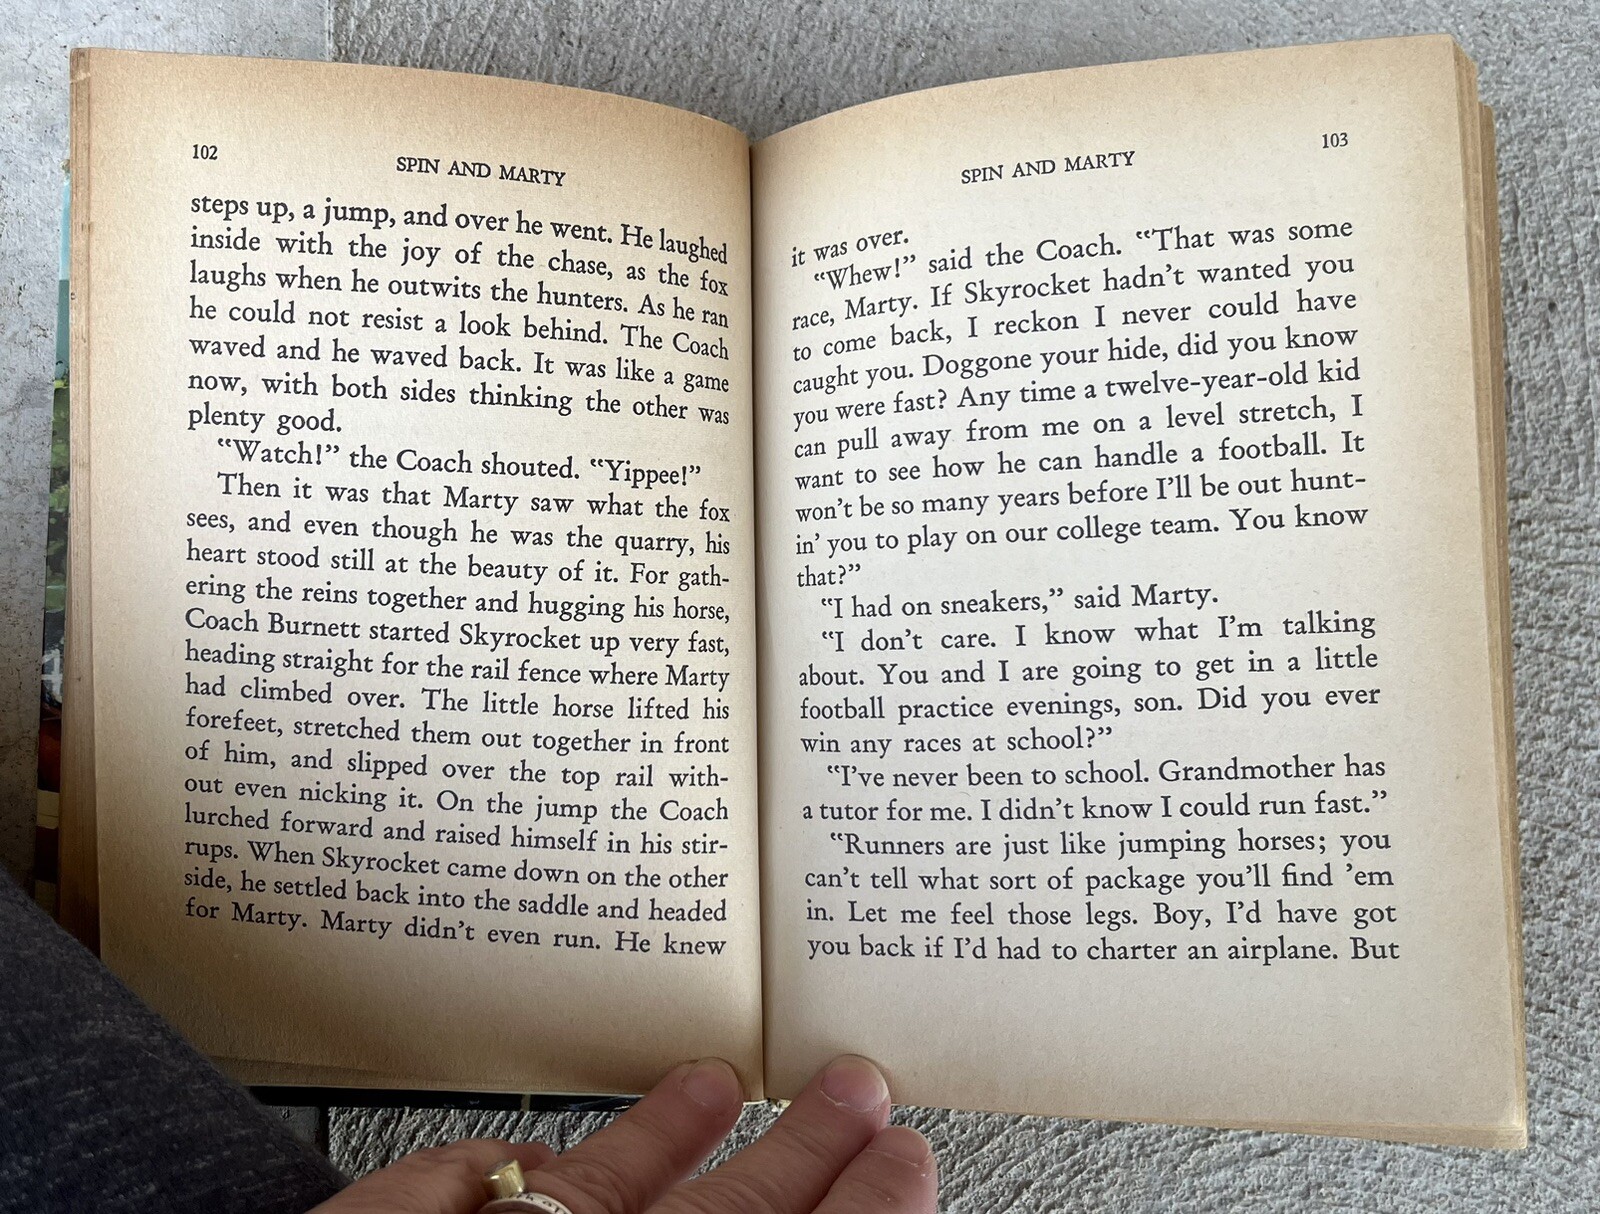 102
SPIN AND MARTY
steps up, a jump, and over he went. He laughed
inside with the joy of the chase, as the fox
laughs when he outwits the hunters. As he ran
he could not resist a look behind. The Coach
waved and he waved back. It was like a game
now, with both sides thinking the other was
plenty good.
“Watch!” the Coach shouted. “Yippee!”
Then it was that Marty saw what the fox
sees, and even though he was the quarry, his
heart stood still at the beauty of it. For gath-
ering the reins together and hugging his horse,
Coach Burnett started Skyrocket up very fast,
heading straight for the rail fence where Marty
had climbed over. The little horse lifted his
forefeet, stretched them out together in front
of him, and slipped over the top rail with-
out even nicking it. On the jump the Coach
lurched forward and raised himself in his stir-
rups. When Skyrocket came down on the other
side, he settled back into the saddle and headed
for Marty. Marty didn’t even run. He knew
103
SPIN AND MARTY
it was over.
“Whew!” said the Coach. “That was some
race, Marty. If Skyrocket hadn’t wanted you
to come back, I reckon I never could have
caught you. Doggone your hide, did you know
you were fast? Any time a twelve-year-old kid
can pull away from me on a level stretch, I
want to see how he can handle a football. It
won’t be so many years before I’ll be out hunt-
in’ you to play on our college team. You know
that?”
“I had on sneakers,” said Marty.
“I don’t care. I know what I’m talking
about. You and I are going to get in a little
football practice evenings, son. Did you ever
win any races at school?”
“I’ve never been to school. Grandmother has
a tutor for me. I didn’t know I could run fast.”
“Runners are just like jumping horses; you
can’t tell what sort of package you’ll find ’em
in. Let me feel those legs. Boy, I’d have got
you back if I’d had to charter an airplane. But